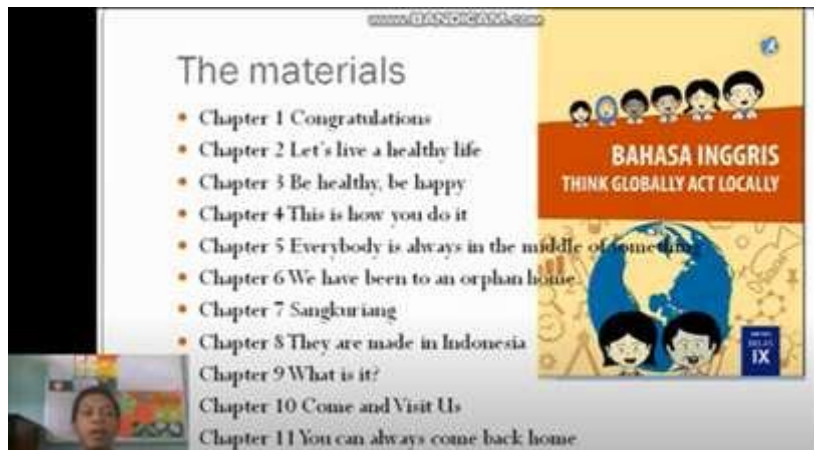 www.BANDICAM.com
The materials
Chapter 1 Congratulations
Chapter 2 Let's live a healthy life
Chapter 3 Be healthy, be happy
Chapter 4 This is how you do it
Chapter 5 Everybody is always in the middle of something
Chapter 6 We have been to an orphan home
Chapter 7 Sangkuriang
Chapter 8 They are made in Indonesia
Chapter 9 What is it?
Chapter 10 Come and Visit Us
Chapter 11 You can always come back home
BAHASA INGGRIS
THINK GLOBALLY ACT LOCALLY
KELAS
IX